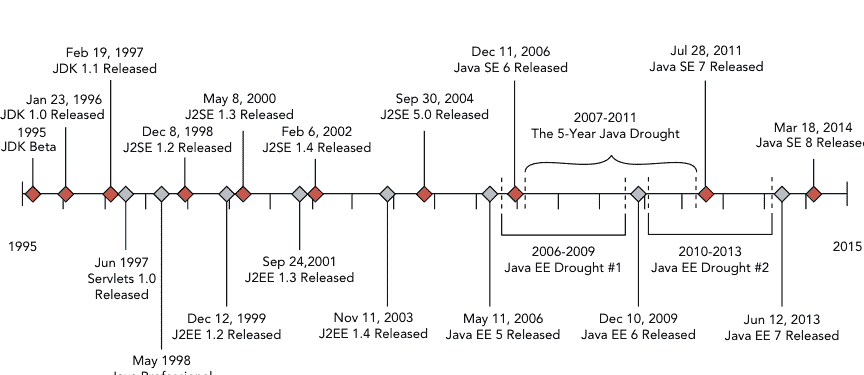 Feb 19, 1997
JDK 1.1 Released
Dec 11, 2006
Java SE 6 Released
Jul 28, 2011
Java SE 7 Released
Jan 23, 1996
JDK 1.0 Released
May 8, 2000
J2SE 1.3 Released
Sep 30, 2004
J2SE 5.0 Released
2007-2011
The 5-Year Java Drought
1995
JDK Beta
Dec 8, 1998
J2SE 1.2 Released
Feb 6, 2002
J2SE 1.4 Released
Mar 18, 2014
Java SE 8 Release
1995
2015
Jun 1997
Servlets 1.0
Released
Sep 24,2001
J2EE 1.3 Released
2006-2009
Java EE Drought #1
2010-2013
Java EE Drought #2
Dec 12, 1999
J2EE 1.2 Released
Nov 11, 2003
J2EE 1.4 Released
May 11, 2006
Java EE 5 Released
Dec 10, 2009
Java EE 6 Released
Jun 12, 2013
Java EE 7 Released
May 1998
Java Professional